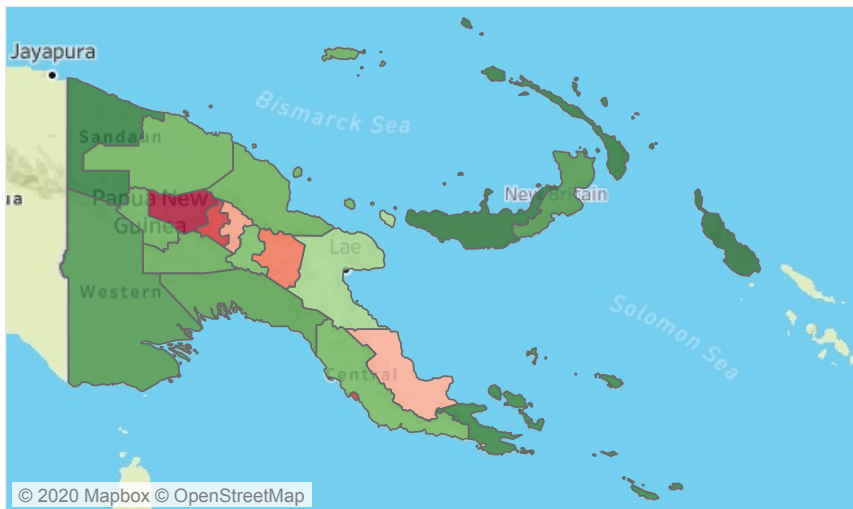 Jayapura
Bismarck Sea
Sandaun
Papua New
Guinea
New Britain
Lae
Western
Solomon Sea
Central
© 2020 Mapbox © OpenStreetMap